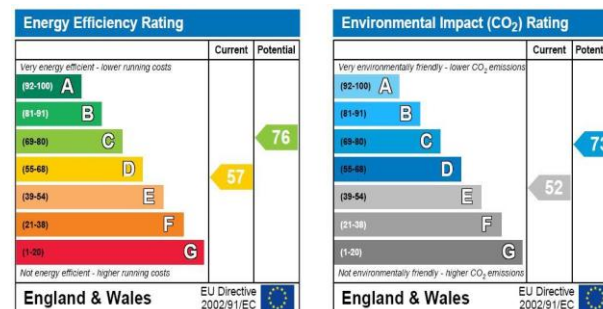 Energy Efficiency Rating
Current Potential
Very energy efficient - lower running costs
(92-100) A
(81-91) B
(69-80) C
76
(55-68) D
57
(39-54) E
(21-38) F
(1-20) G
Not energy efficient - higher running costs
England & Wales
EU Directive
2002/91/EC
Environmental Impact (CO₂) Rating
Current Potent
Very environmentally friendly - lower CO₂ emissions
(92-100) A
(81-91) B
(69-80) C
73
(55-68) D
(39-54) E
52
(21-38) F
(1-20) G
Not environmentally friendly - higher CO₂ emissions
England & Wales
EU Directive
2002/91/EC